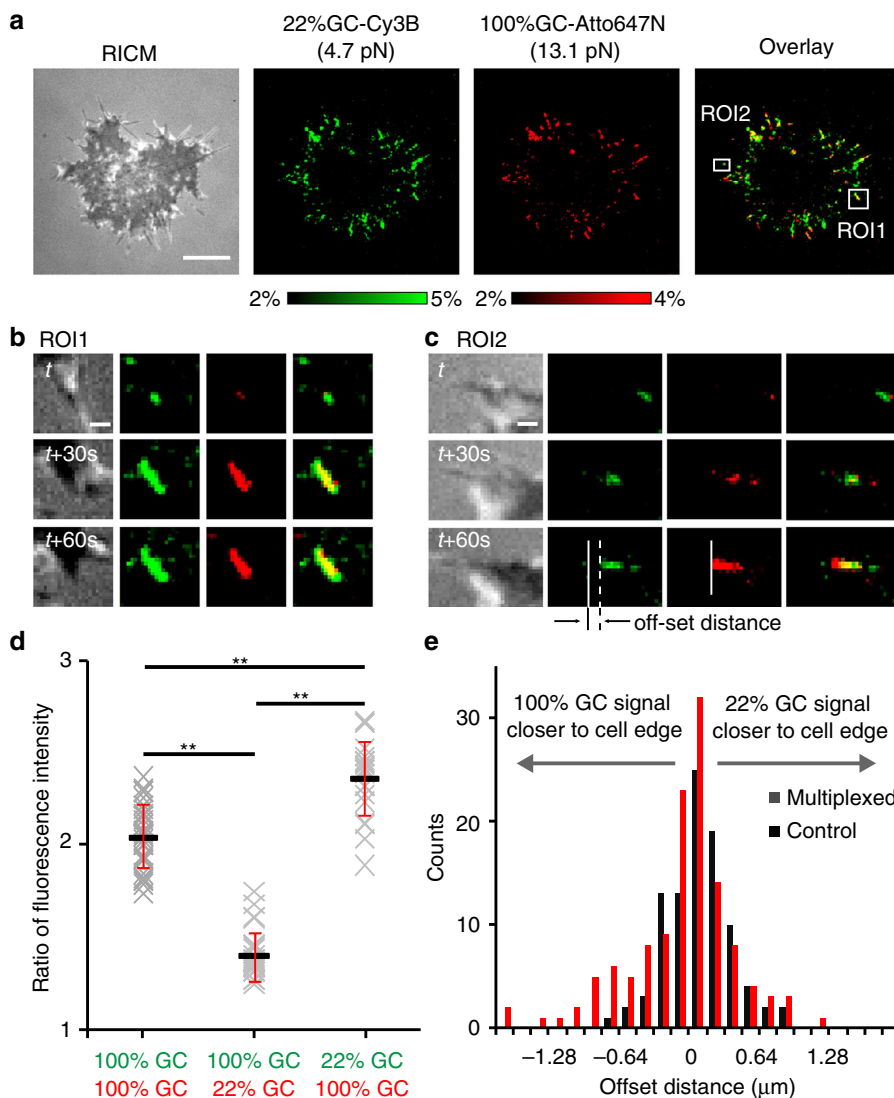 a
RICM
22%GC-Cy3B
(4.7 pN)
100%GC-Atto647N
(13.1 pN)
Overlay
ROI2
ROI1
2%
5%
2%
4%
b
ROI1
t
t+30s
t+60s
c
ROI2
t
t+30s
t+60s
off-set distance
d
3
2
1
Ratio of fluorescence intensity
**
**
**
100% GC
100% GC
100% GC
22% GC
22% GC
100% GC
e
100% GC signal
closer to cell edge
22% GC signal
closer to cell edge
Multiplexed
Control
Counts
30
20
10
0
−1.28
−0.64
0
0.64
1.28
Offset distance (μm)